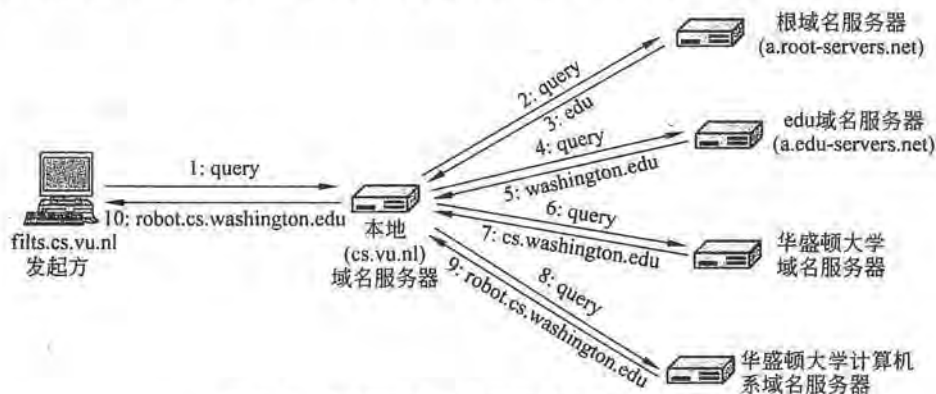 根域名服务器
(a.root-servers.net)
2: query
3: edu
edu域名服务器
(a.edu-servers.net)
4: query
5: washington.edu
1: query
10: robot.cs.washington.edu
filts.cs.vu.nl
发起方
本地
(cs.vu.nl)
域名服务器
6: query
7: cs.washington.edu
华盛顿大学
域名服务器
8: query
9: robot.cs.washington.edu
华盛顿大学计算机
系域名服务器